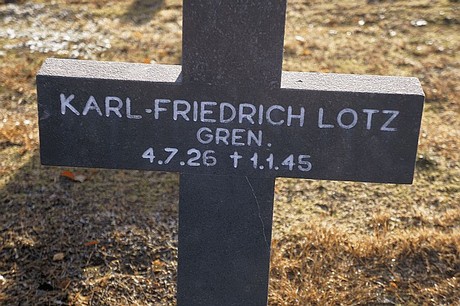 KARL-FRIEDRICH LOTZ
GREN.
4.7.26 ✝ 1.1.45